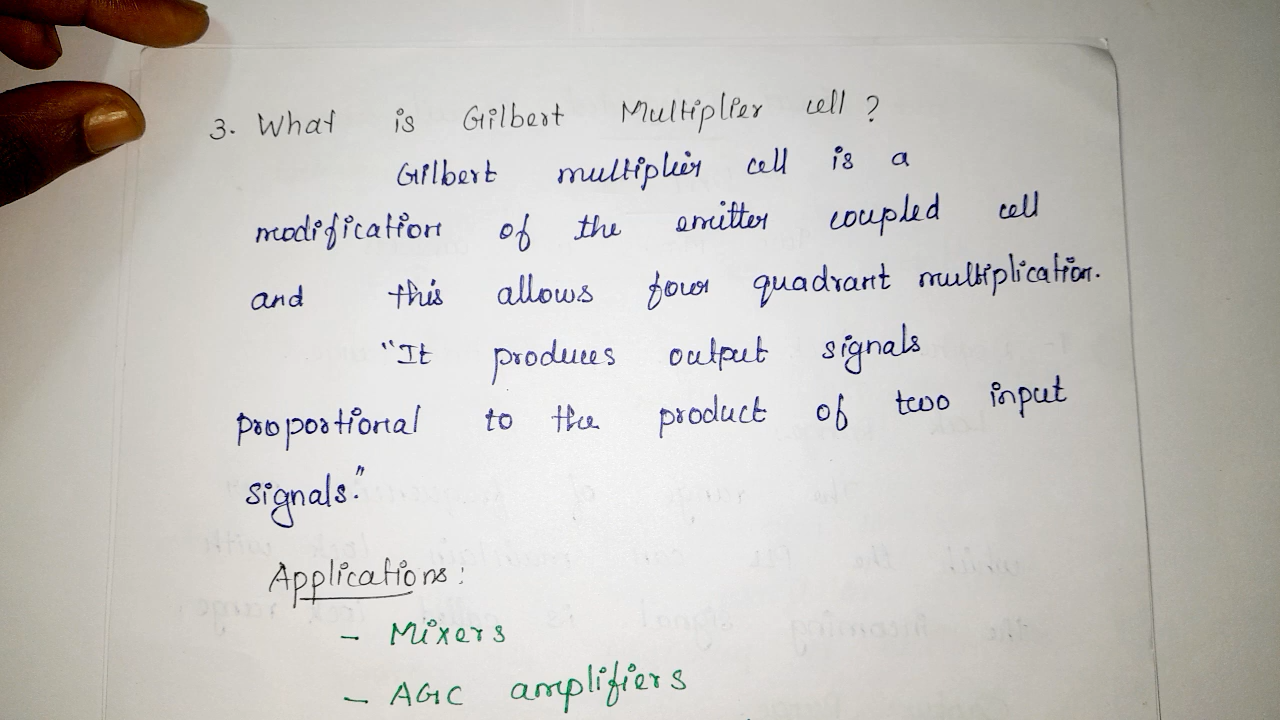 3. What is Gilbert Multiplier cell ?
Gilbert multiplier cell is a
modification of the emitter coupled cell
and this allows four quadrant multiplication.
"It produces output signals
proportional to the product of two input
signals."
Applications:
- Mixers
- AGC amplifiers